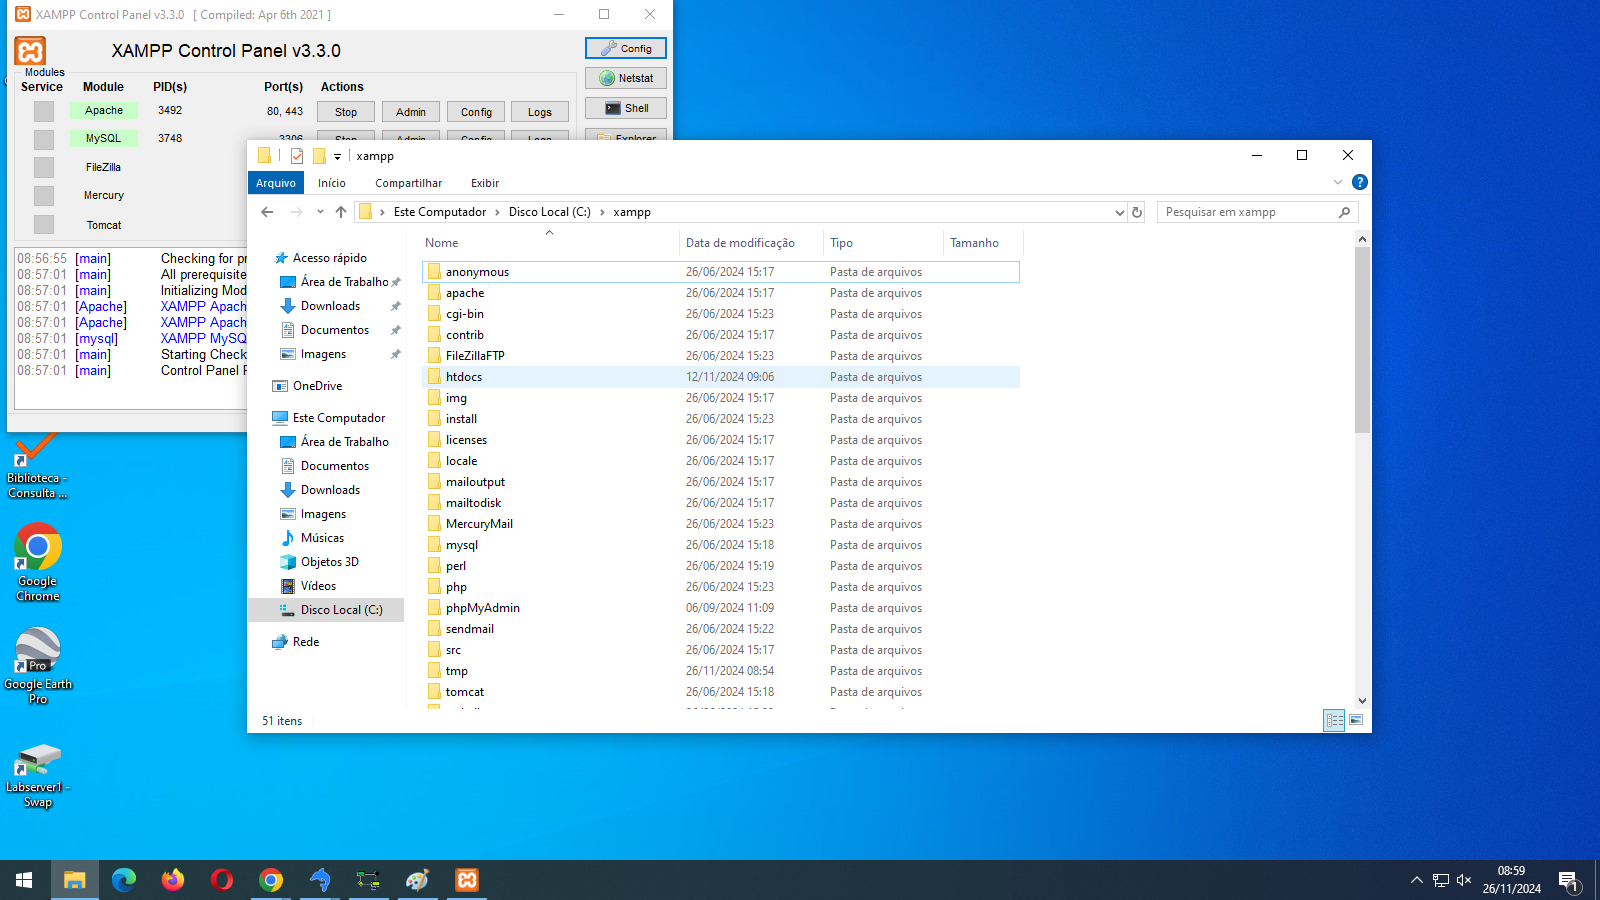 XAMPP Control Panel v3.3.0 [ Compiled: Apr 6th 2021 ]
XAMPP Control Panel v3.3.0
Config
Modules
Service Module PID(s) Port(s) Actions
Netstat
Apache 3492 80, 443 Stop Admin Config Logs
Shell
MySQL 3748 3306 Stop Admin Config Logs
Explorer
FileZilla
Mercury
Tomcat
08:56:55 [main] Checking for pr
08:57:01 [main] All prerequisite
08:57:01 [main] Initializing Mod
08:57:01 [Apache] XAMPP Apach
08:57:01 [Apache] XAMPP Apach
08:57:01 [mysql] XAMPP MySQ
08:57:01 [main] Starting Check
08:57:01 [main] Control Panel
xampp
Arquivo Início Compartilhar Exibir
Este Computador > Disco Local (C:) > xampp
Pesquisar em xampp
Acesso rápido
Área de Trabalho
Downloads
Documentos
Imagens
OneDrive
Este Computador
Área de Trabalho
Documentos
Downloads
Imagens
Músicas
Objetos 3D
Vídeos
Disco Local (C:)
Rede
Nome Data de modificação Tipo Tamanho
anonymous 26/06/2024 15:17 Pasta de arquivos
apache 26/06/2024 15:17 Pasta de arquivos
cgi-bin 26/06/2024 15:23 Pasta de arquivos
contrib 26/06/2024 15:17 Pasta de arquivos
FileZillaFTP 26/06/2024 15:23 Pasta de arquivos
htdocs 12/11/2024 09:06 Pasta de arquivos
img 26/06/2024 15:17 Pasta de arquivos
install 26/06/2024 15:23 Pasta de arquivos
licenses 26/06/2024 15:17 Pasta de arquivos
locale 26/06/2024 15:17 Pasta de arquivos
mailoutput 26/06/2024 15:17 Pasta de arquivos
mailtodisk 26/06/2024 15:17 Pasta de arquivos
MercuryMail 26/06/2024 15:23 Pasta de arquivos
mysql 26/06/2024 15:18 Pasta de arquivos
perl 26/06/2024 15:19 Pasta de arquivos
php 26/06/2024 15:23 Pasta de arquivos
phpMyAdmin 06/09/2024 11:09 Pasta de arquivos
sendmail 26/06/2024 15:22 Pasta de arquivos
src 26/06/2024 15:17 Pasta de arquivos
tmp 26/11/2024 08:54 Pasta de arquivos
tomcat 26/06/2024 15:18 Pasta de arquivos
51 itens
Biblioteca -
Consulta ...
Google
Chrome
Pro
Google Earth
Pro
Labserver1 -
Swap
08:59
26/11/2024
1